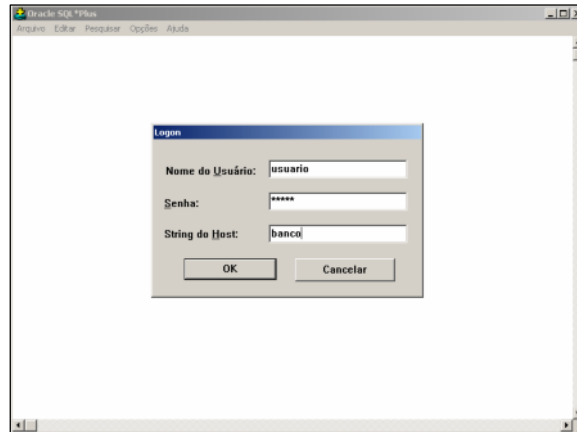 Oracle SQL*Plus
Arquivo Editar Pesquisar Opções Ajuda
Logon
Nome do Usuário: usuario
Senha: *****
String do Host: banco
OK Cancelar